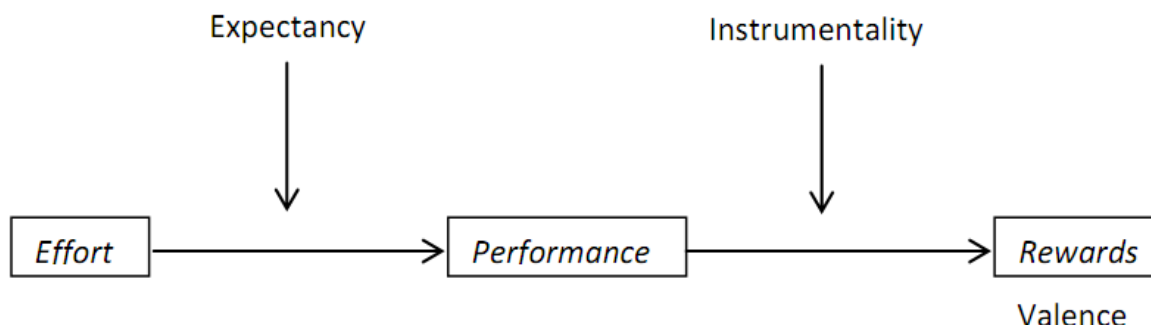 Expectancy
Instrumentality
Effort
Performance
Rewards
Valence